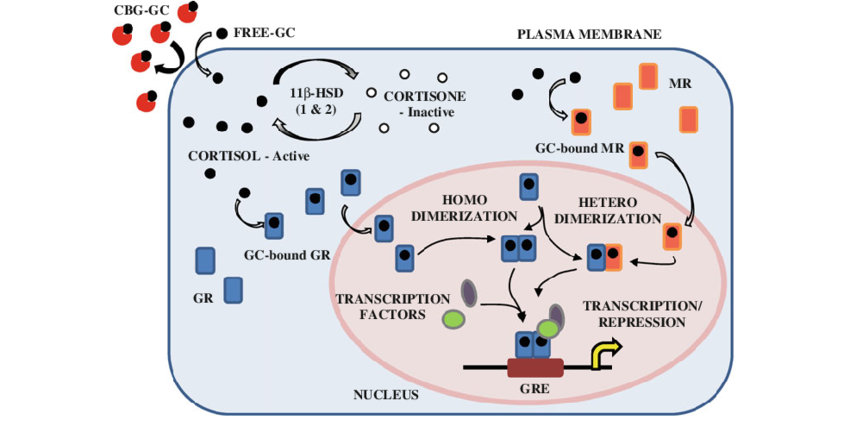 CBG-GC
FREE-GC
PLASMA MEMBRANE
11β-HSD
(1 & 2)
CORTISONE
- Inactive
MR
GC-bound MR
CORTISOL - Active
HOMO
DIMERIZATION
HETERO
DIMERIZATION
GC-bound GR
GR
TRANSCRIPTION
FACTORS
TRANSCRIPTION/
REPRESSION
GRE
NUCLEUS